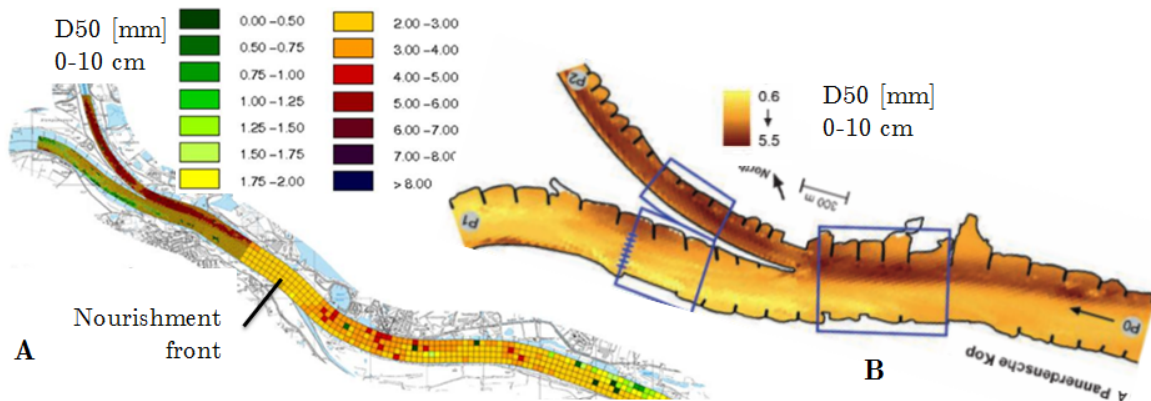 D50 [mm]
0-10 cm
0.00 -0.50
0.50 -0.75
0.75 -1.00
1.00 -1.25
1.25 -1.50
1.50 -1.75
1.75 -2.00
2.00 -3.00
3.00 -4.00
4.00 -5.00
5.00 -6.00
6.00 -7.00
7.00 -8.00
>8.00
Nourishment
front
A
P2
0.6
5.5
D50 [mm]
0-10 cm
North
300 m
P1
P0
B
A Pannerdensche Kop